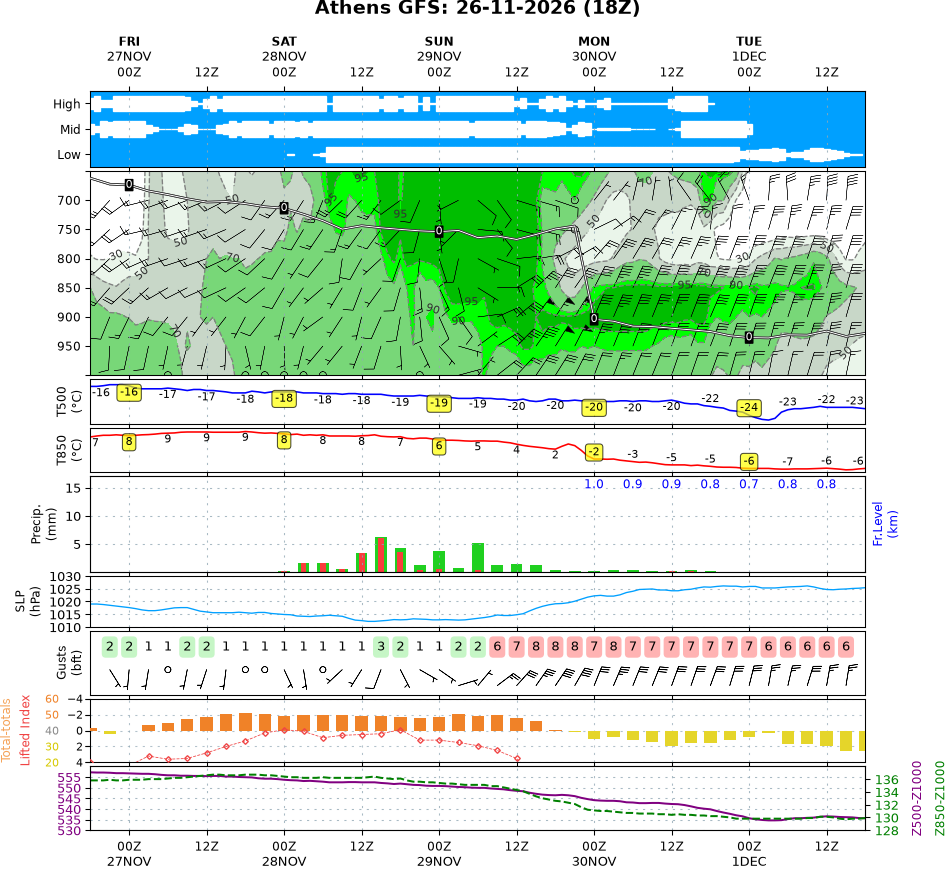 Athens GFS: 26-11-2026 (18Z)
FRI SAT SUN MON TUE
27NOV 28NOV 29NOV 30NOV 1DEC
00Z 12Z 00Z 12Z 00Z 12Z 00Z 12Z 00Z 12Z
High
Mid
Low
700
750
800
850
900
950
0 0 0 0 0
50 30 50 50 70 70 95 95 95 90 90 95 50 70 90 90 95 90 30 50 50
T500
(°C)
-16 -16 -17 -17 -18 -18 -18 -18 -19 -19 -19 -20 -20 -20 -20 -20 -22 -24 -23 -22 -23
T850
(°C)
7 8 9 9 9 8 8 8 7 6 5 4 2 -2 -3 -5 -5 -6 -7 -6 -6
Precip.
(mm)
15
10
5
1.0 0.9 0.9 0.8 0.7 0.8 0.8
Fr.Level
(km)
SLP
(hPa)
1030
1025
1020
1015
1010
Gusts
(bft)
2 2 1 1 2 2 1 1 1 1 1 1 1 1 3 2 1 1 2 2 6 7 8 8 8 7 8 7 7 7 7 7 7 7 7 6 6 6 6
Total-totals
Lifted Index
60 −4
50 −2
40 0
30 2
20 4
555
550
545
540
535
530
136
134
132
130
128
Z500-Z1000
Z850-Z1000
00Z 12Z 00Z 12Z 00Z 12Z 00Z 12Z 00Z 12Z
27NOV 28NOV 29NOV 30NOV 1DEC